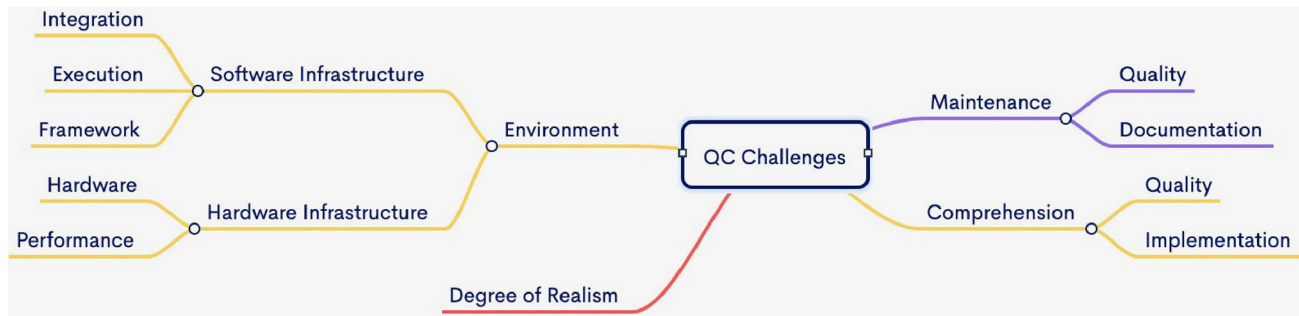 Integration
Execution
Framework
Software Infrastructure
Hardware
Performance
Hardware Infrastructure
Environment
Degree of Realism
QC Challenges
Maintenance
Quality
Documentation
Comprehension
Quality
Implementation